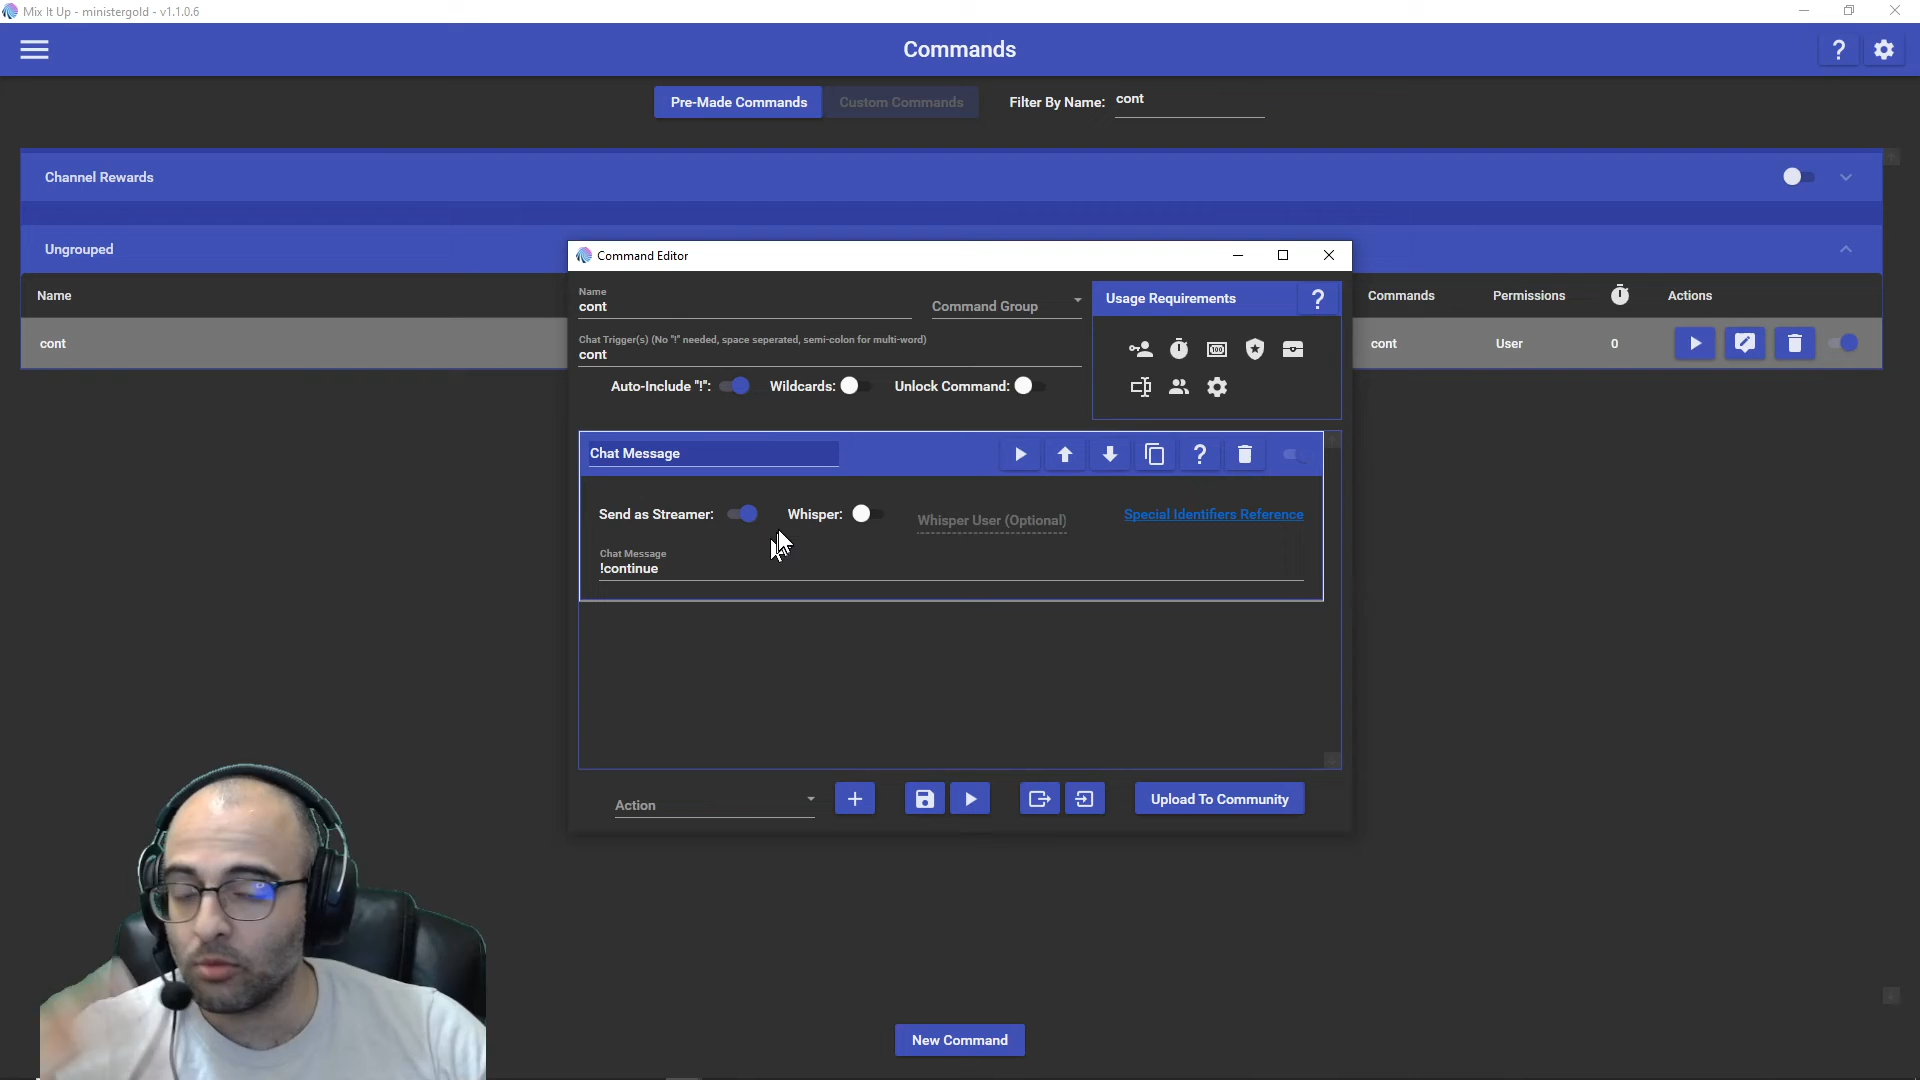 Mix It Up - ministergold - v1.1.0.6
Commands
?
Pre-Made Commands
Custom Commands
Filter By Name:
cont
Channel Rewards
Ungrouped
Name
Commands
Permissions
Actions
cont
cont
User
0
Command Editor
Name
cont
Command Group
Usage Requirements
?
Chat Trigger(s) (No "!" needed, space seperated, semi-colon for multi-word)
cont
Auto-Include "!":
Wildcards:
Unlock Command:
Chat Message
?
Send as Streamer:
Whisper:
Whisper User (Optional)
Special Identifiers Reference
Chat Message
!continue
Action
Upload To Community
New Command